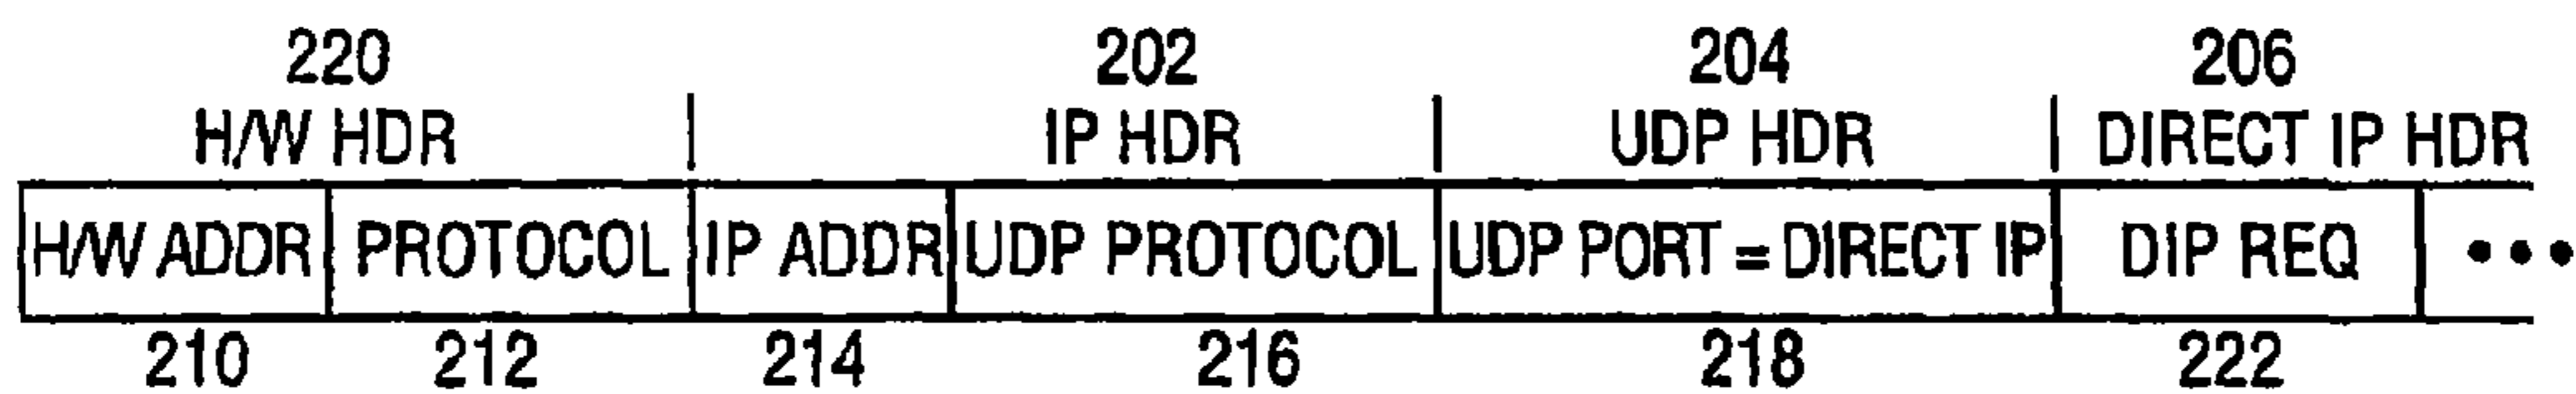 220 202 204 206
H/W HDR | IP HDR | UDP HDR | DIRECT IP HDR
H/W ADDR PROTOCOL IP ADDR UDP PROTOCOL UDP PORT = DIRECT IP DIP REQ •••
210 212 214 216 218 222